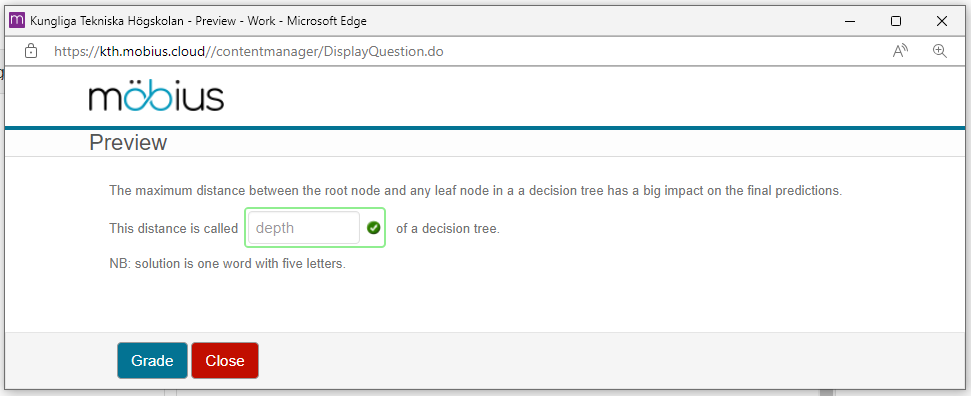 m Kungliga Tekniska Högskolan - Preview - Work - Microsoft Edge
https://kth.mobius.cloud//contentmanager/DisplayQuestion.do
möbius
Preview
The maximum distance between the root node and any leaf node in a a decision tree has a big impact on the final predictions.
This distance is called depth of a decision tree.
NB: solution is one word with five letters.
Grade Close